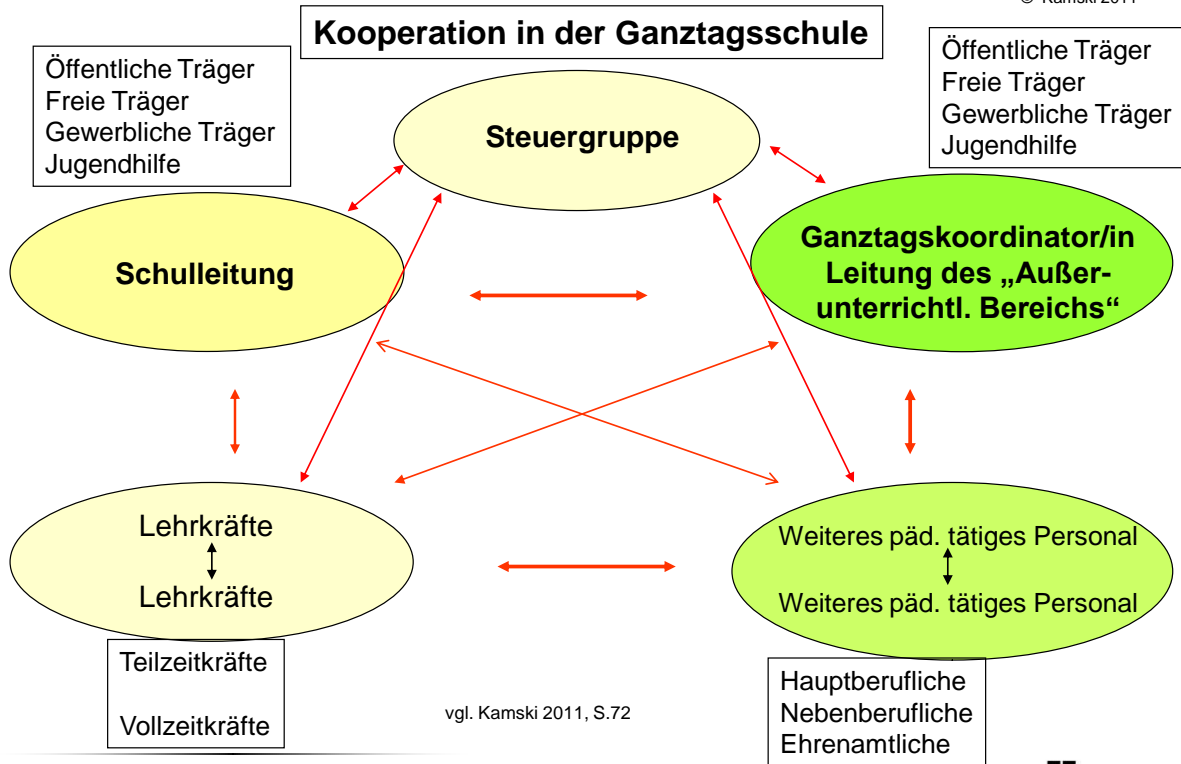 © Kamski 2011
Kooperation in der Ganztagsschule
Öffentliche Träger
Freie Träger
Gewerbliche Träger
Jugendhilfe
Öffentliche Träger
Freie Träger
Gewerbliche Träger
Jugendhilfe
Steuergruppe
Schulleitung
Ganztagskoordinator/in
Leitung des „Außer-
unterrichtl. Bereichs“
Lehrkräfte
Lehrkräfte
Weiteres päd. tätiges Personal
Weiteres päd. tätiges Personal
Teilzeitkräfte
Vollzeitkräfte
vgl. Kamski 2011, S.72
Hauptberufliche
Nebenberufliche
Ehrenamtliche